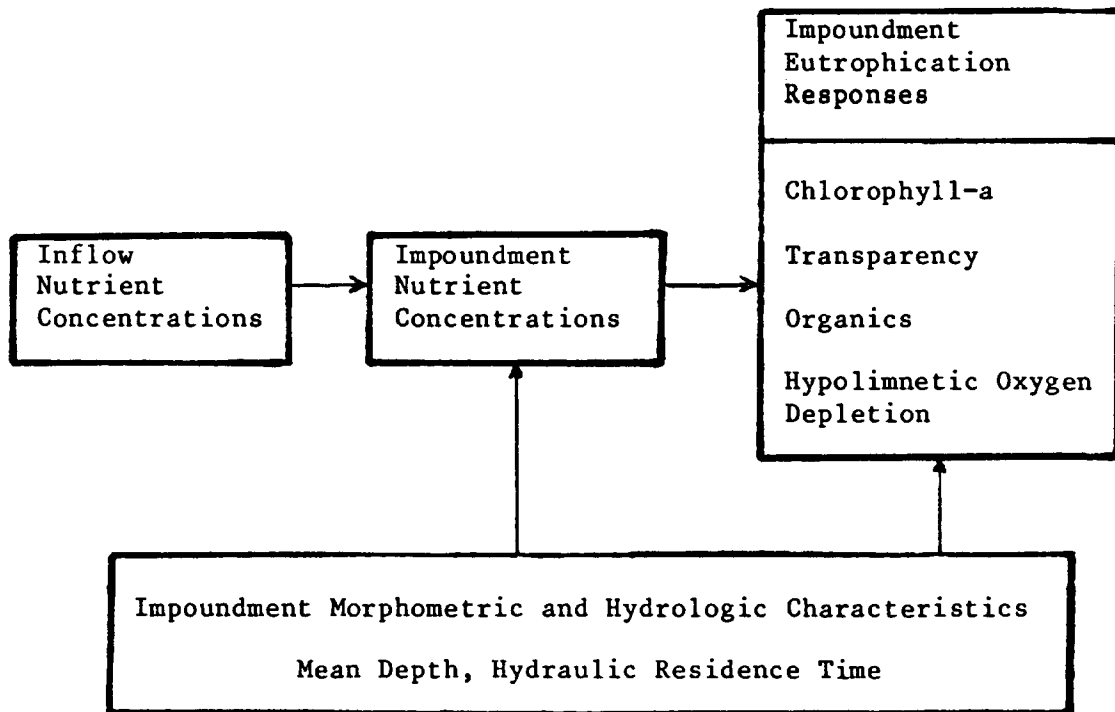 Inflow
Nutrient
Concentrations
Impoundment
Nutrient
Concentrations
Impoundment
Eutrophication
Responses
Chlorophyll-a
Transparency
Organics
Hypolimnetic Oxygen
Depletion
Impoundment Morphometric and Hydrologic Characteristics
Mean Depth, Hydraulic Residence Time